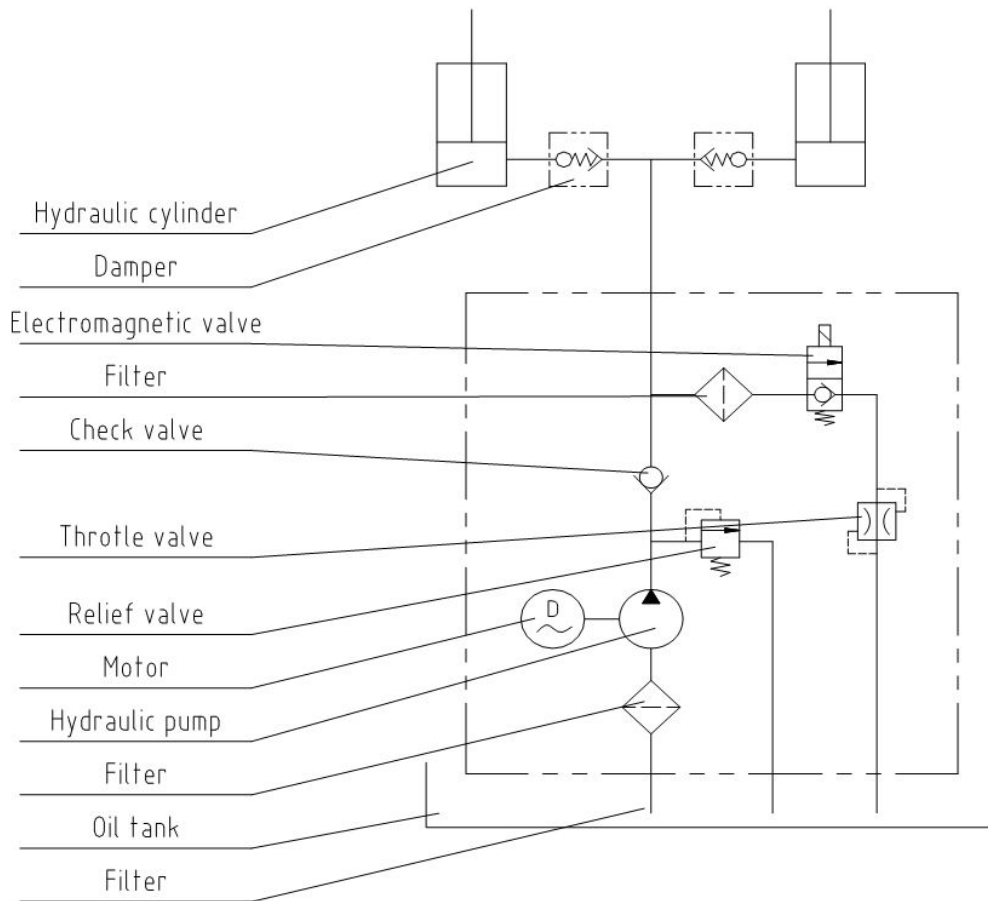 Hydraulic cylinder
Damper
Electromagnetic valve
Filter
Check valve
Throtle valve
Relief valve
D
Motor
Hydraulic pump
Filter
Oil tank
Filter